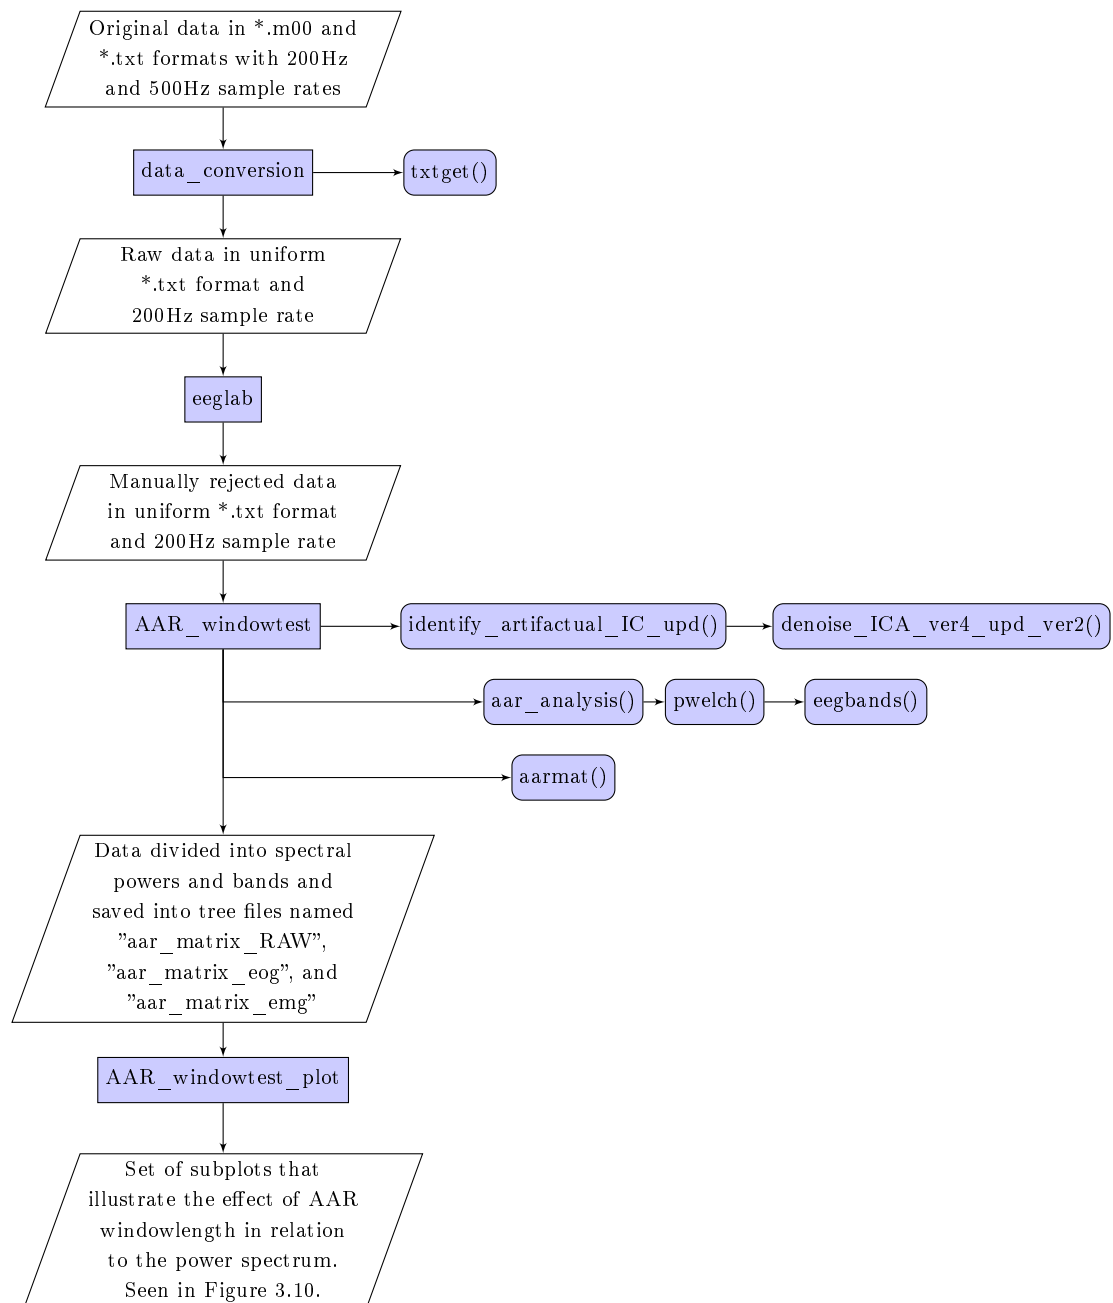 Original data in *.m00 and
*.txt formats with 200Hz
and 500Hz sample rates
data_conversion
txtget()
Raw data in uniform
*.txt format and
200Hz sample rate
eeglab
Manually rejected data
in uniform *.txt format
and 200Hz sample rate
AAR_windowtest
identify_artifactual_IC_upd()
denoise_ICA_ver4_upd_ver2()
aar_analysis()
pwelch()
eegbands()
aarmat()
Data divided into spectral
powers and bands and
saved into tree files named
”aar_matrix_RAW”,
”aar_matrix_eog”, and
”aar_matrix_emg”
AAR_windowtest_plot
Set of subplots that
illustrate the effect of AAR
windowlength in relation
to the power spectrum.
Seen in Figure 3.10.